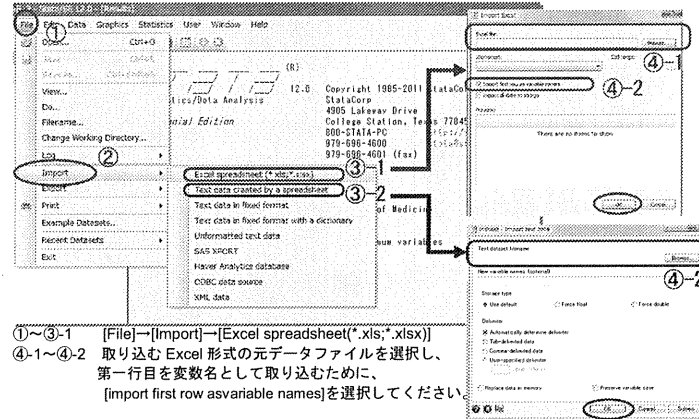 File Edit Data Graphics Statistics User Window Help
①
Open... Ctrl+O
View...
Do...
Filename...
Change Working Directory...
Log
②
Import
Export
Print
Example Datasets...
Recent Datasets
Exit
(R)
12.0 Copyright 1985-2011 StataCorp
StataCorp
4905 Lakeway Drive
College Station, Texas 77845
800-STATA-PC
979-696-4600
979-696-4601 (fax)
Excel spreadsheet (*.xls;*.xlsx)
③-1
Text data created by a spreadsheet
③-2
Text data in fixed format
Text data in fixed format with a dictionary
Unformatted text data
SAS XPORT
Haver Analytics database
ODBC data source
XML data
Import Excel
Excel file:
Browse...
④-1
Import first row as variable names
④-2
Preview:
There are no items to show.
OK
Cancel
Text dataset filename
Browse...
④-2
New variable names: (optional)
Storage type
Use default
Force float
Force double
Delimiter
Automatically determine delimiter
Tab-delimited data
Comma-delimited data
User-specified delimiter
Replace data in memory
Preserve variable case
OK
Cancel
Submit
①～③-1 [File]→[Import]→[Excel spreadsheet(*.xls;*.xlsx)]
④-1～④-2 取り込む Excel 形式の元データファイルを選択し、
第一行目を変数名として取り込むために、
[import first row asvariable names]を選択してください。